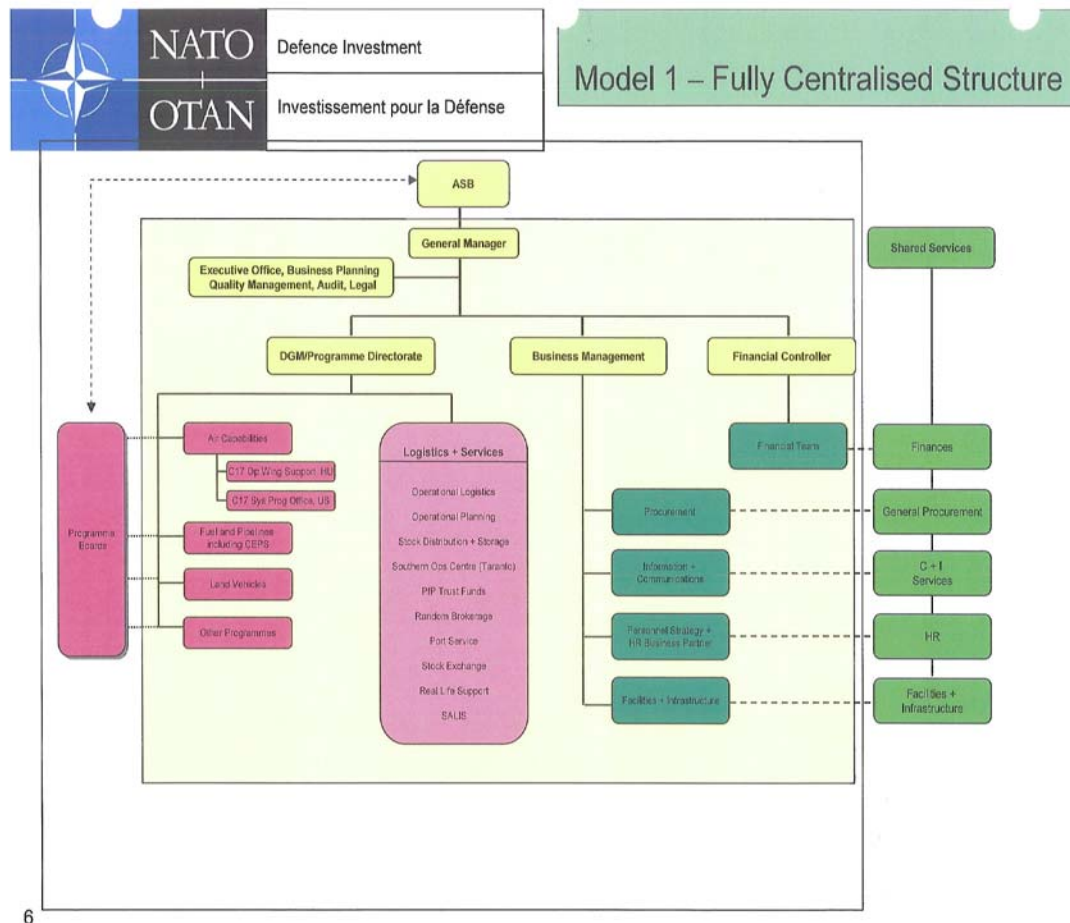 NATO
OTAN
Defence Investment
Investissement pour la Défense
Model 1 – Fully Centralised Structure
ASB
General Manager
Shared Services
Executive Office, Business Planning
Quality Management, Audit, Legal
DGM/Programme Directorate
Business Management
Financial Controller
Programme
Boards
Air Capabilities
C17 Op Wing Support, HU
C17 Sys Prog Office, US
Fuel and Pipelines
including CEPS
Land Vehicles
Other Programmes
Logistics + Services
Operational Logistics
Operational Planning
Stock Distribution + Storage
Southern Ops Centre [Taranto]
PfP Trust Funds
Random Brokerage
Port Service
Stock Exchange
Real Life Support
SALIS
Financial Team
Finances
Procurement
General Procurement
Information +
Communications
C + I
Services
Personnel Strategy +
HR Business Partner
HR
Facilities + Infrastructure
Facilities +
Infrastructure
6